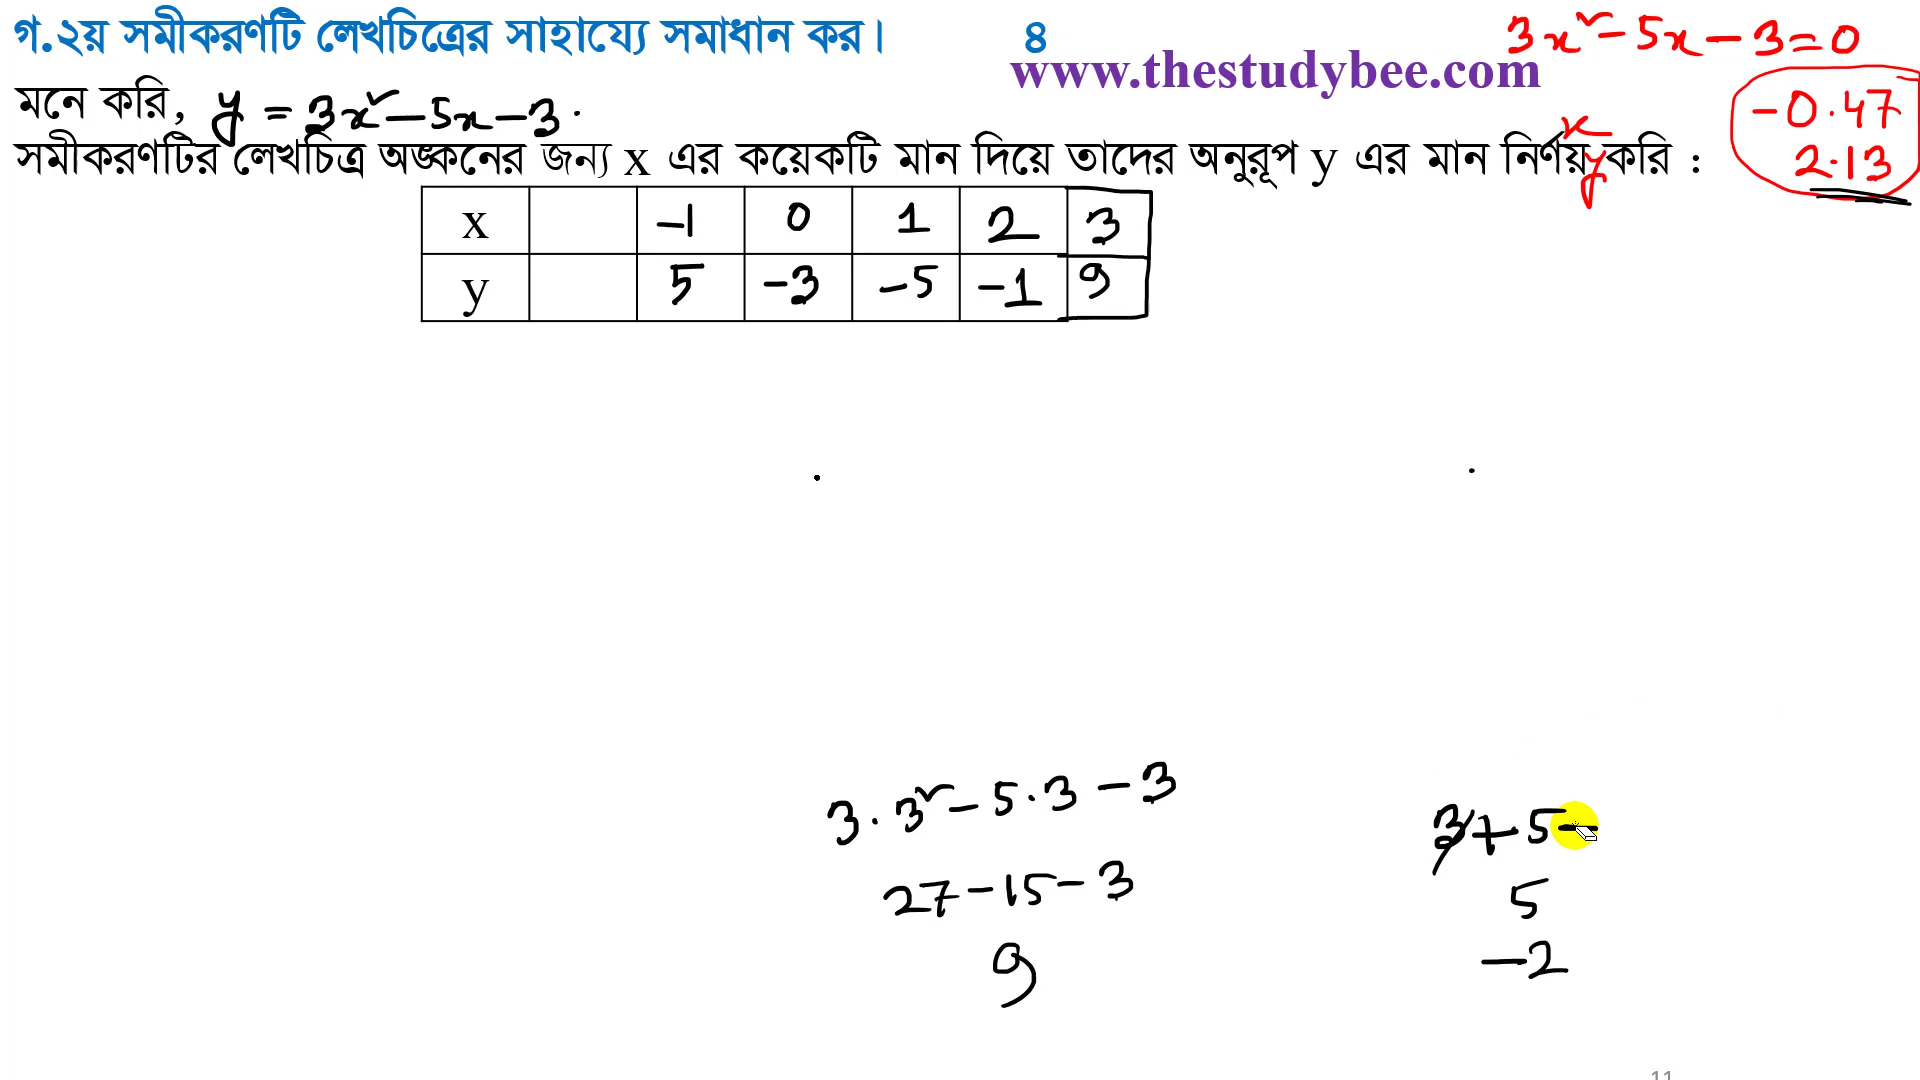 গ.২য় সমীকরণটি লেখচিত্রের সাহায্যে সমাধান কর। ৪
3x² - 5x - 3 = 0
www.thestudybee.com
-0.47
2.13
মনে করি, y = 3x² - 5x - 3 .
x
y
সমীকরণটির লেখচিত্র অঙ্কনের জন্য x এর কয়েকটি মান দিয়ে তাদের অনুরূপ y এর মান নির্ণয় করি :
x -1 0 1 2 3
y 5 -3 -5 -1 9
3 . 3² - 5 . 3 - 3
27 - 15 - 3
9
3 + 5 -
5
-2
11